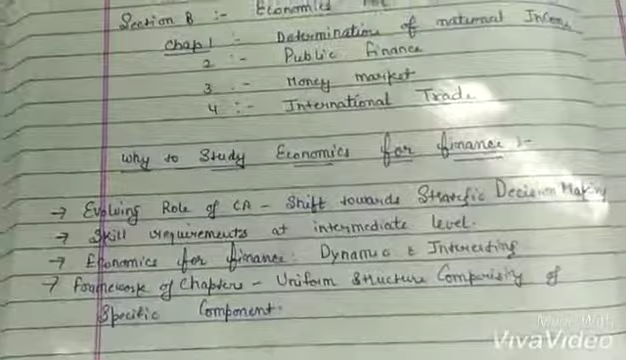 Section B :- Economics
Chap 1 :- Determination of national Income
2 :- Public finance
3 :- Money market
4 :- International Trade
Why to Study Economics for finance :-
→ Evolving Role of CA - Shift towards Strategic Decision Making
→ Skill requirements at intermediate level.
→ Economics for finance: Dynamic & Interesting
→ Framework of Chapters - Uniform Structure Comprising of
Specific Component.
Made With
VivaVideo